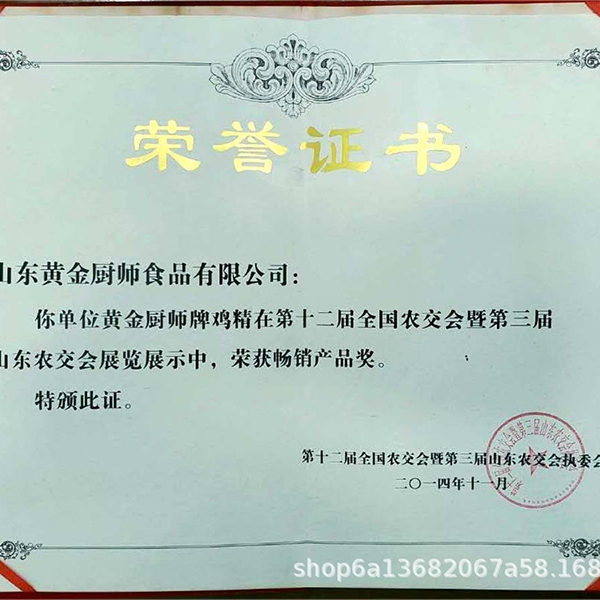 荣誉证书
山东黄金厨师食品有限公司：
你单位黄金厨师牌鸡精在第十二届全国农交会暨第三届
山东农交会展览展示中，荣获畅销产品奖。
特颁此证。
第十二届全国农交会暨第三届山东农交会执委会
二〇一四年十一月
shop6a13682067a58.168